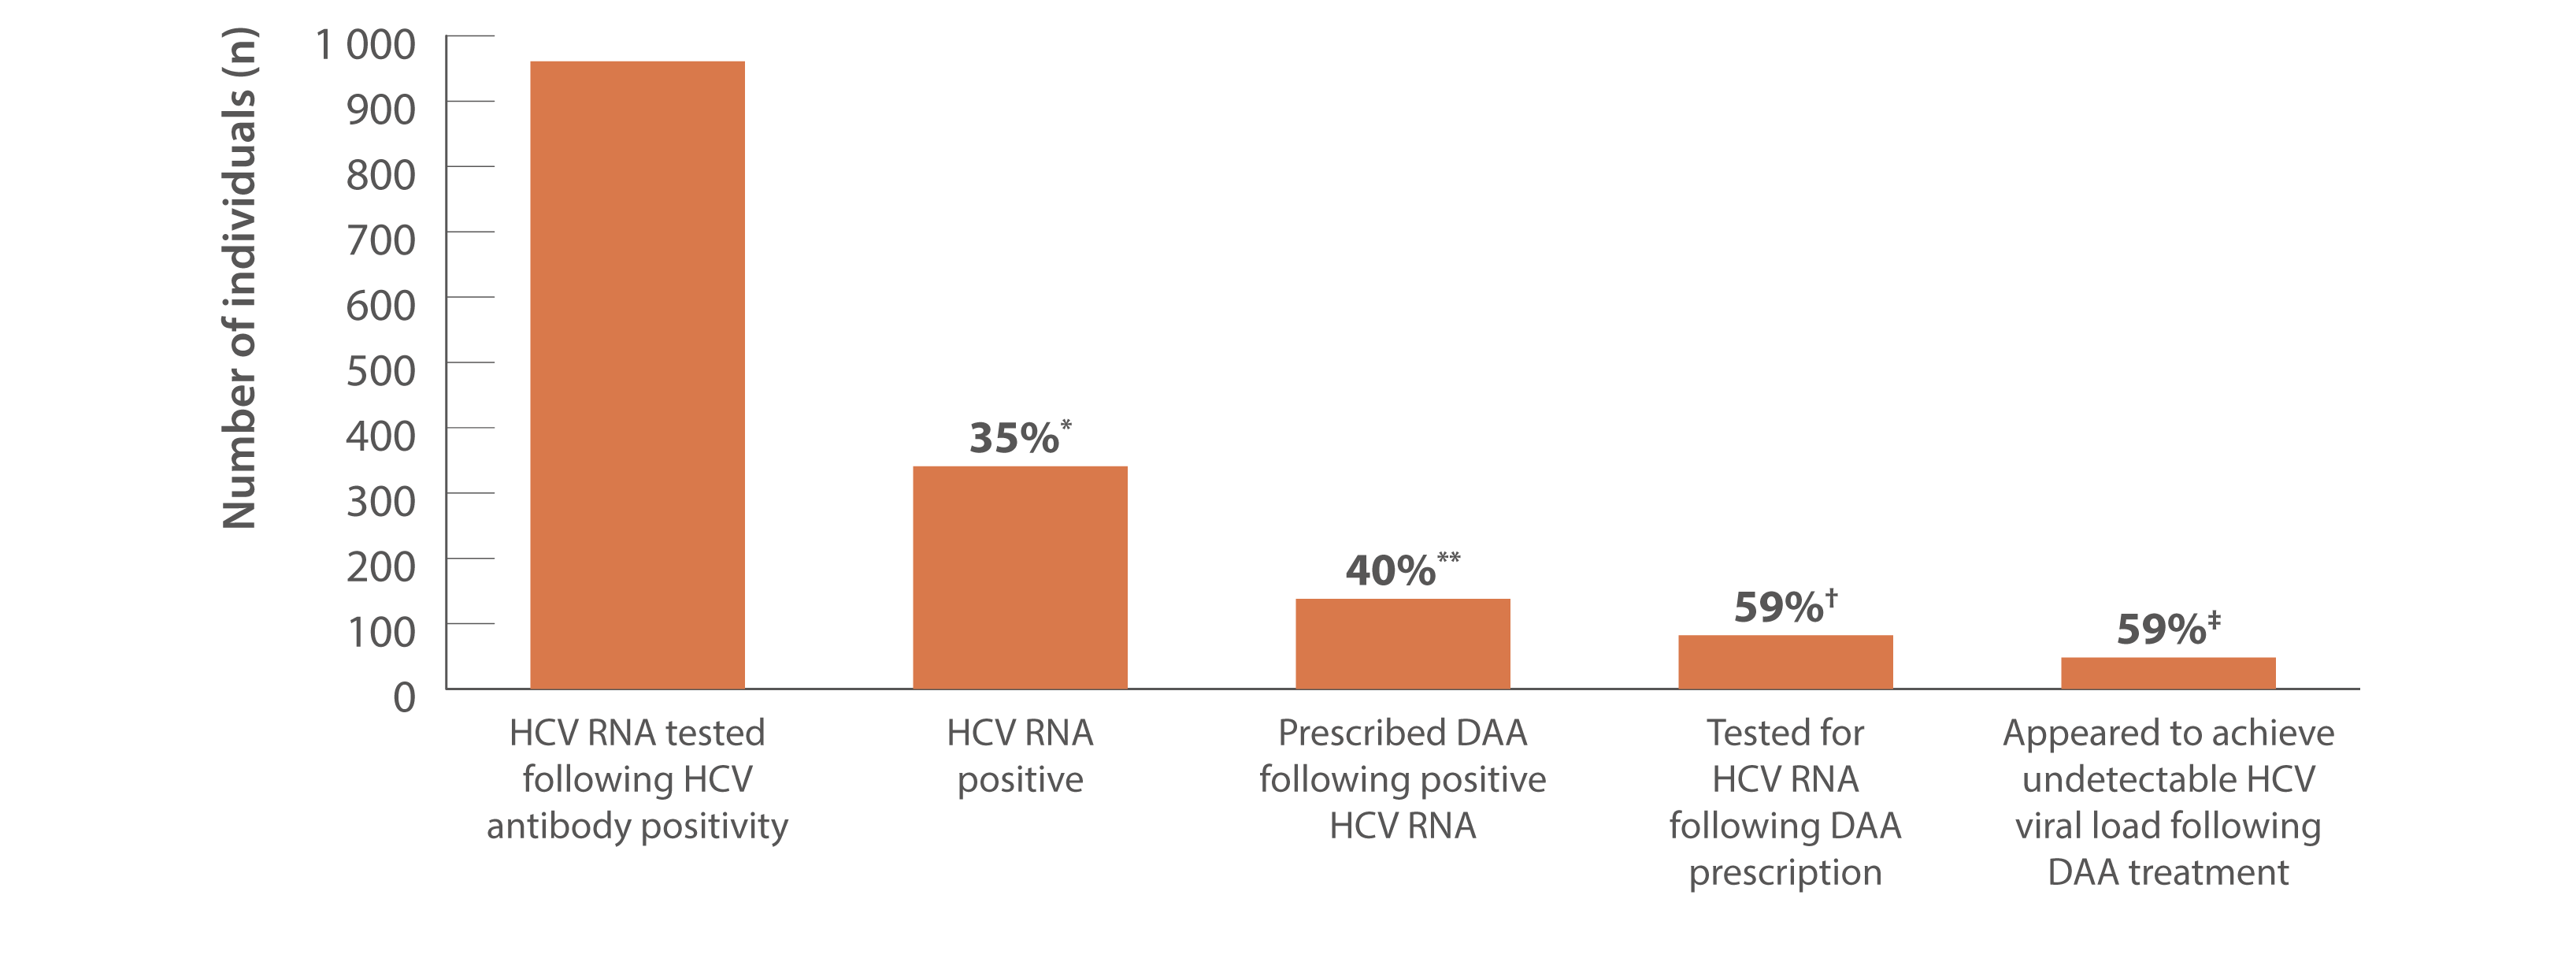 Number of individuals (n)
1 000
900
800
700
600
500
400
300
200
100
0
35%*
40%**
59%†
59%‡
HCV RNA tested
following HCV
antibody positivity
HCV RNA
positive
Prescribed DAA
following positive
HCV RNA
Tested for
HCV RNA
following DAA
prescription
Appeared to achieve
undetectable HCV
viral load following
DAA treatment